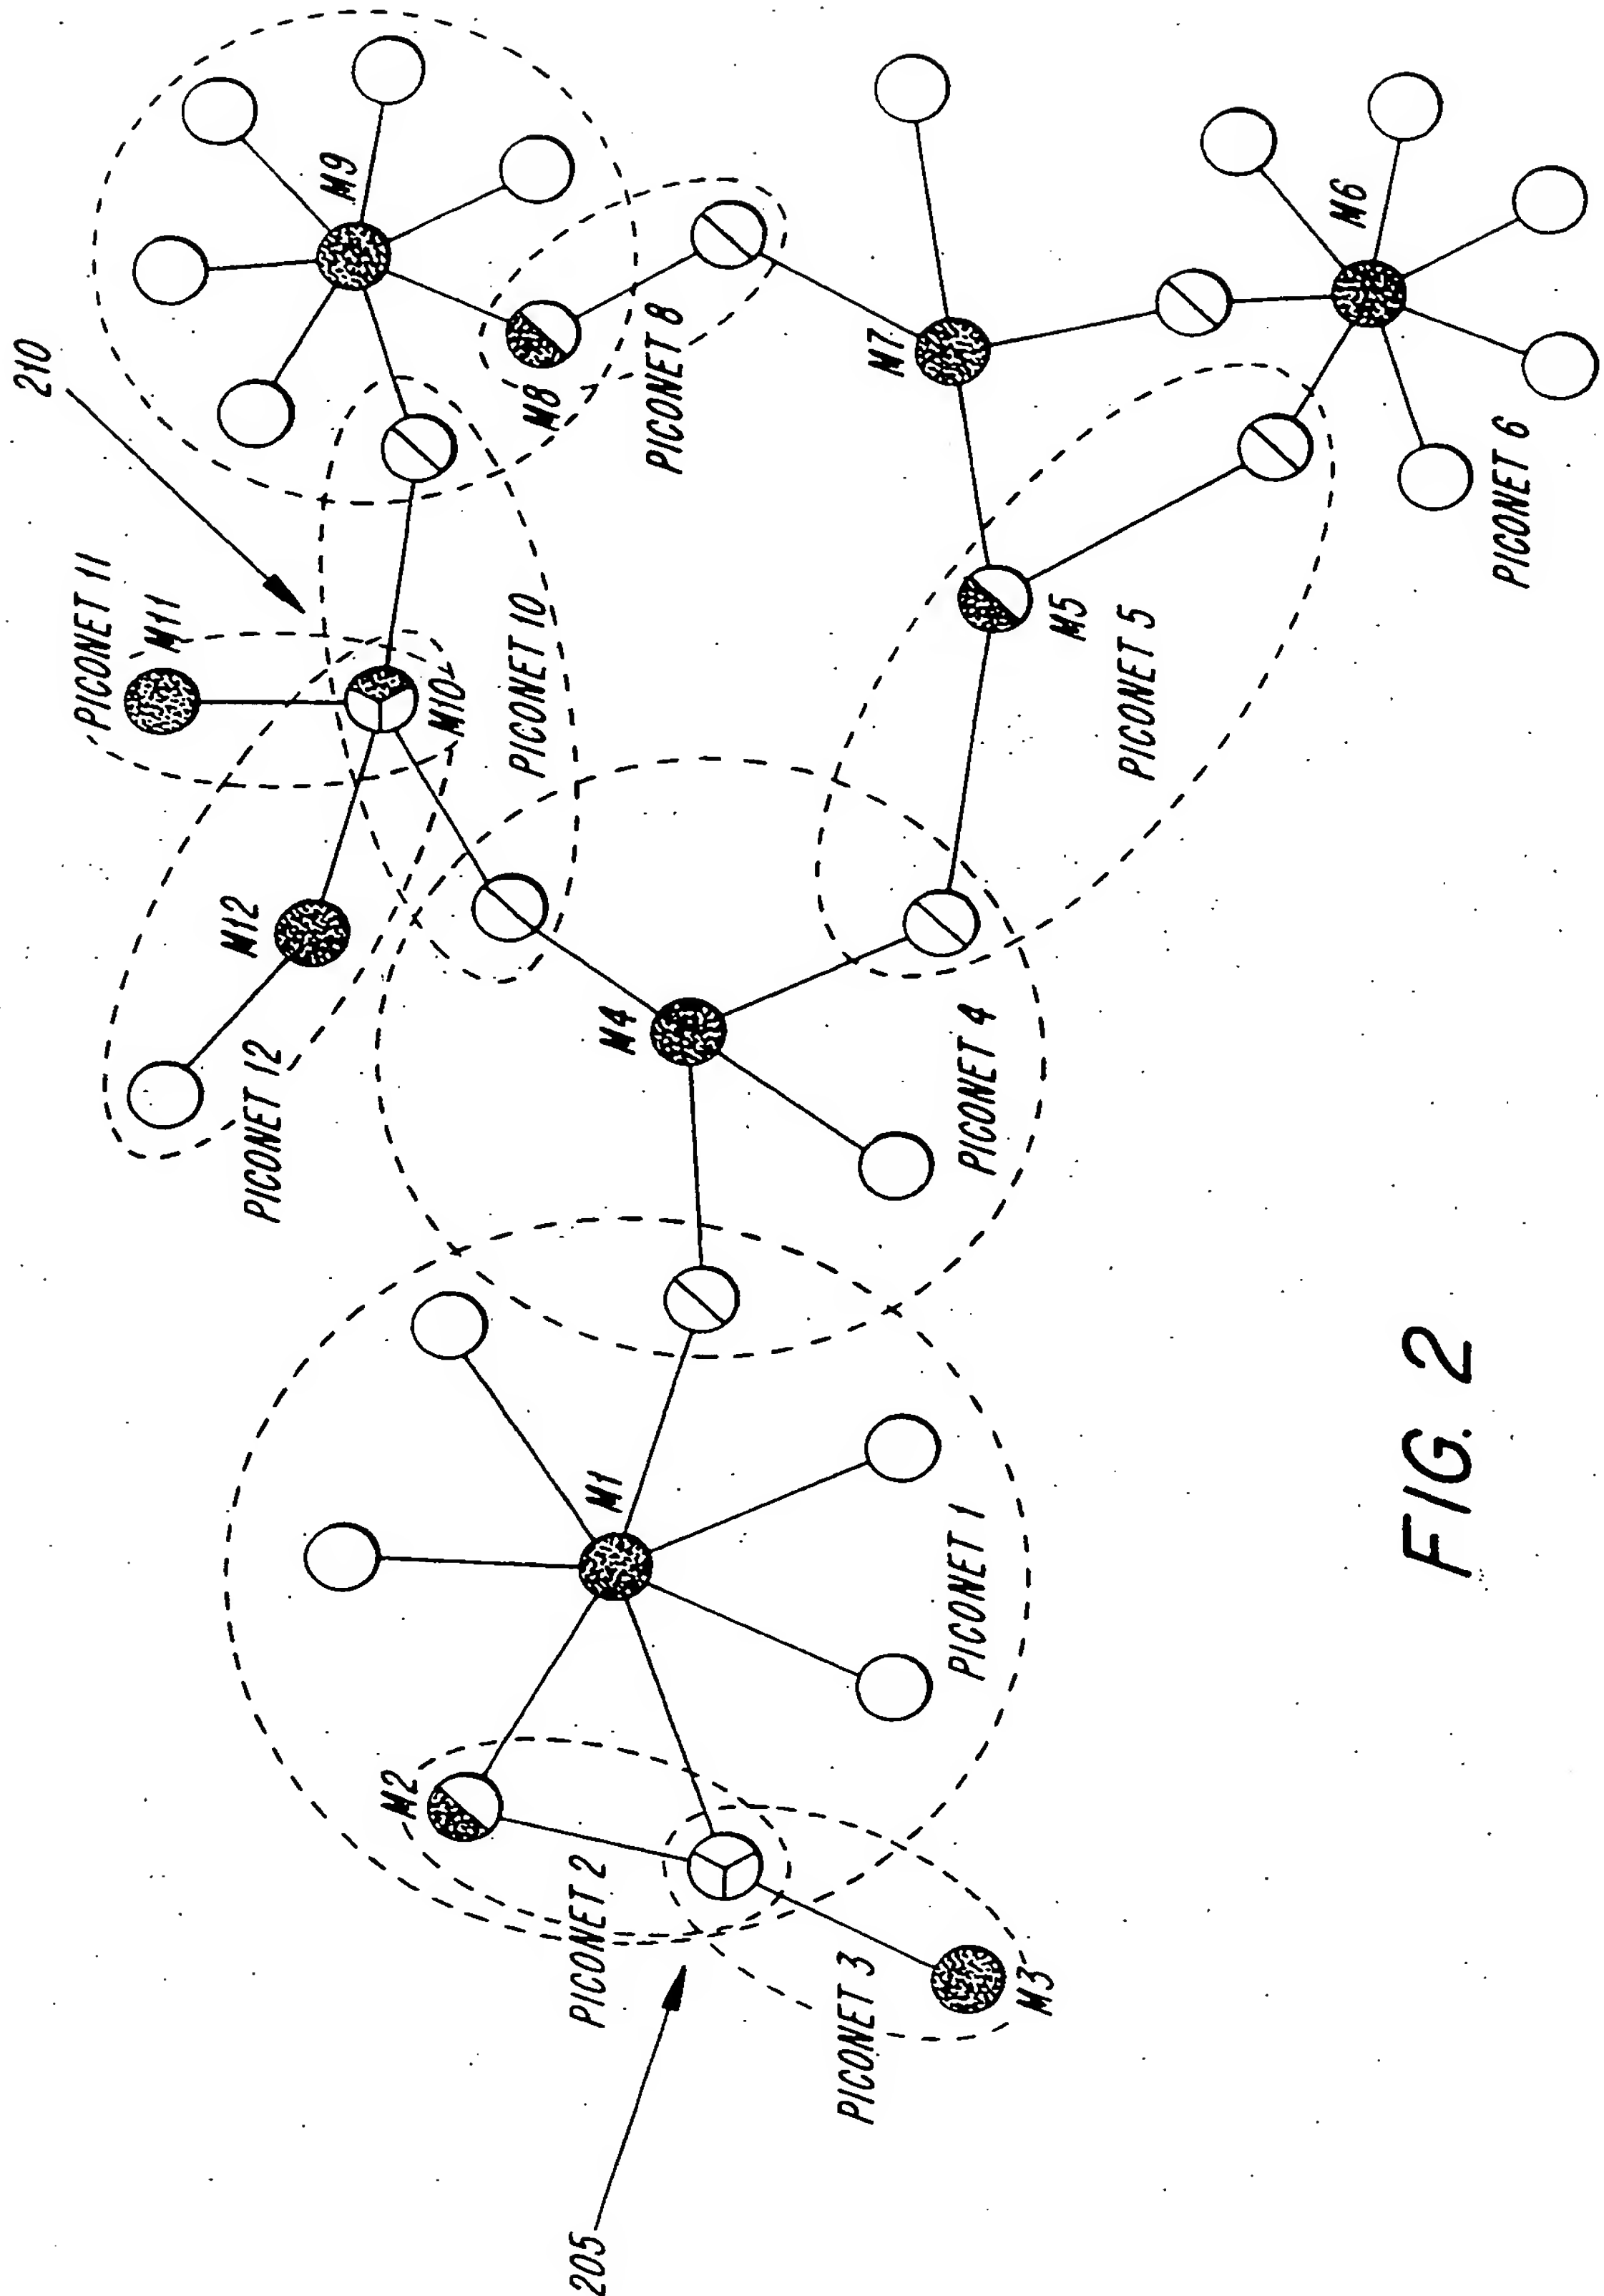 210
PICONET 11
M11
M9
M12
M10
PICONET 12
PICONET 10
M8
PICONET 8
M2
M1
M4
M7
M6
PICONET 2
M5
205
PICONET 3
M3
PICONET 1
PICONET 4
PICONET 5
PICONET 6
FIG. 2